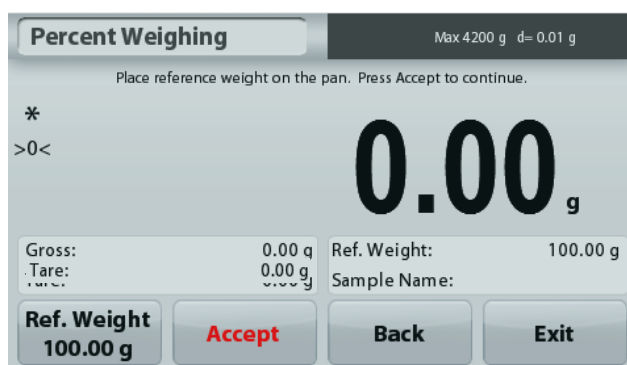 Percent Weighing
Max 4200 g d= 0.01 g
Place reference weight on the pan. Press Accept to continue.
*
>0<
0.00 g
Gross: 0.00 g
Ref. Weight: 100.00 g
Tare: 0.00 g
Sample Name:
Ref. Weight
100.00 g
Accept
Back
Exit